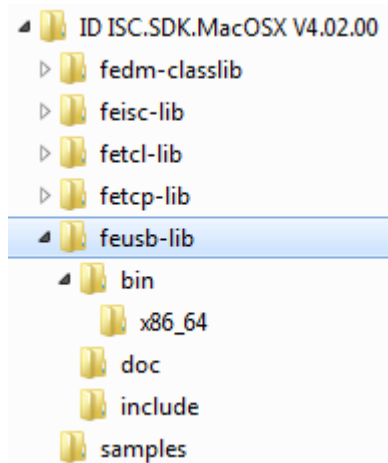 ID ISC.SDK.MacOSX V4.02.00
fedm-classlib
feisc-lib
fetcl-lib
fetcp-lib
feusb-lib
bin
x86_64
doc
include
samples